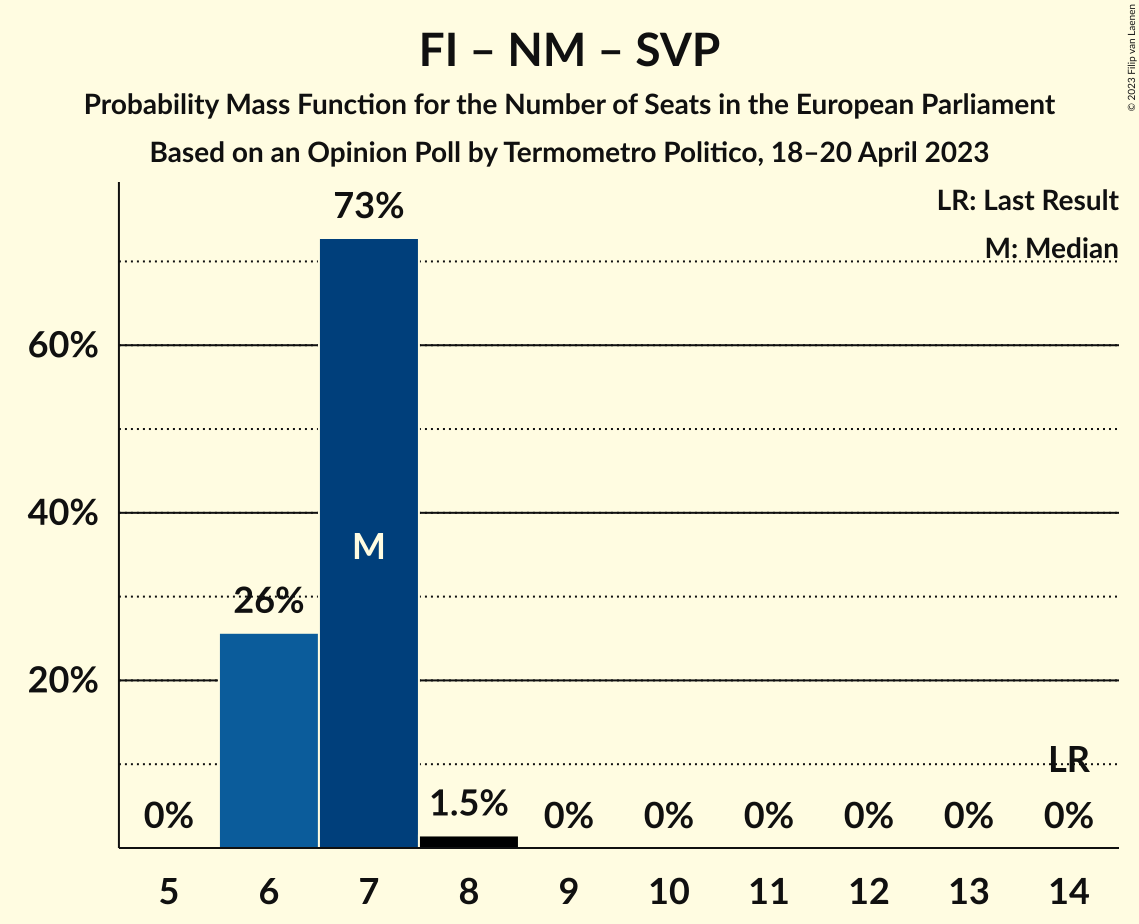 FI – NM – SVP
Probability Mass Function for the Number of Seats in the European Parliament
Based on an Opinion Poll by Termometro Politico, 18–20 April 2023
© 2023 Filip van Laenen
LR: Last Result
M: Median
60%
40%
20%
0%
26%
73%
M
1.5%
0%
0%
0%
0%
0%
LR
0%
5
6
7
8
9
10
11
12
13
14